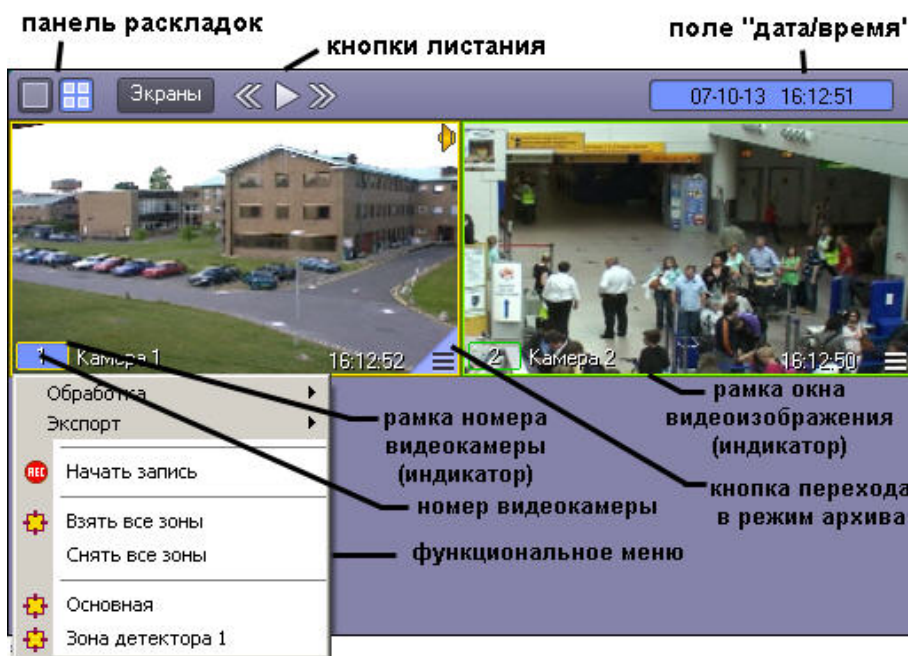 панель раскладок
кнопки листания
поле "дата/время"
Экраны
07-10-13 16:12:51
1 Камера 1 16:12:52
2 Камера 2 16:12:50
Обработка
Экспорт
REC Начать запись
Взять все зоны
Снять все зоны
Основная
Зона детектора 1
рамка номера
видеокамеры
(индикатор)
номер видеокамеры
функциональное меню
рамка окна
видеоизображения
(индикатор)
кнопка перехода
в режим архива